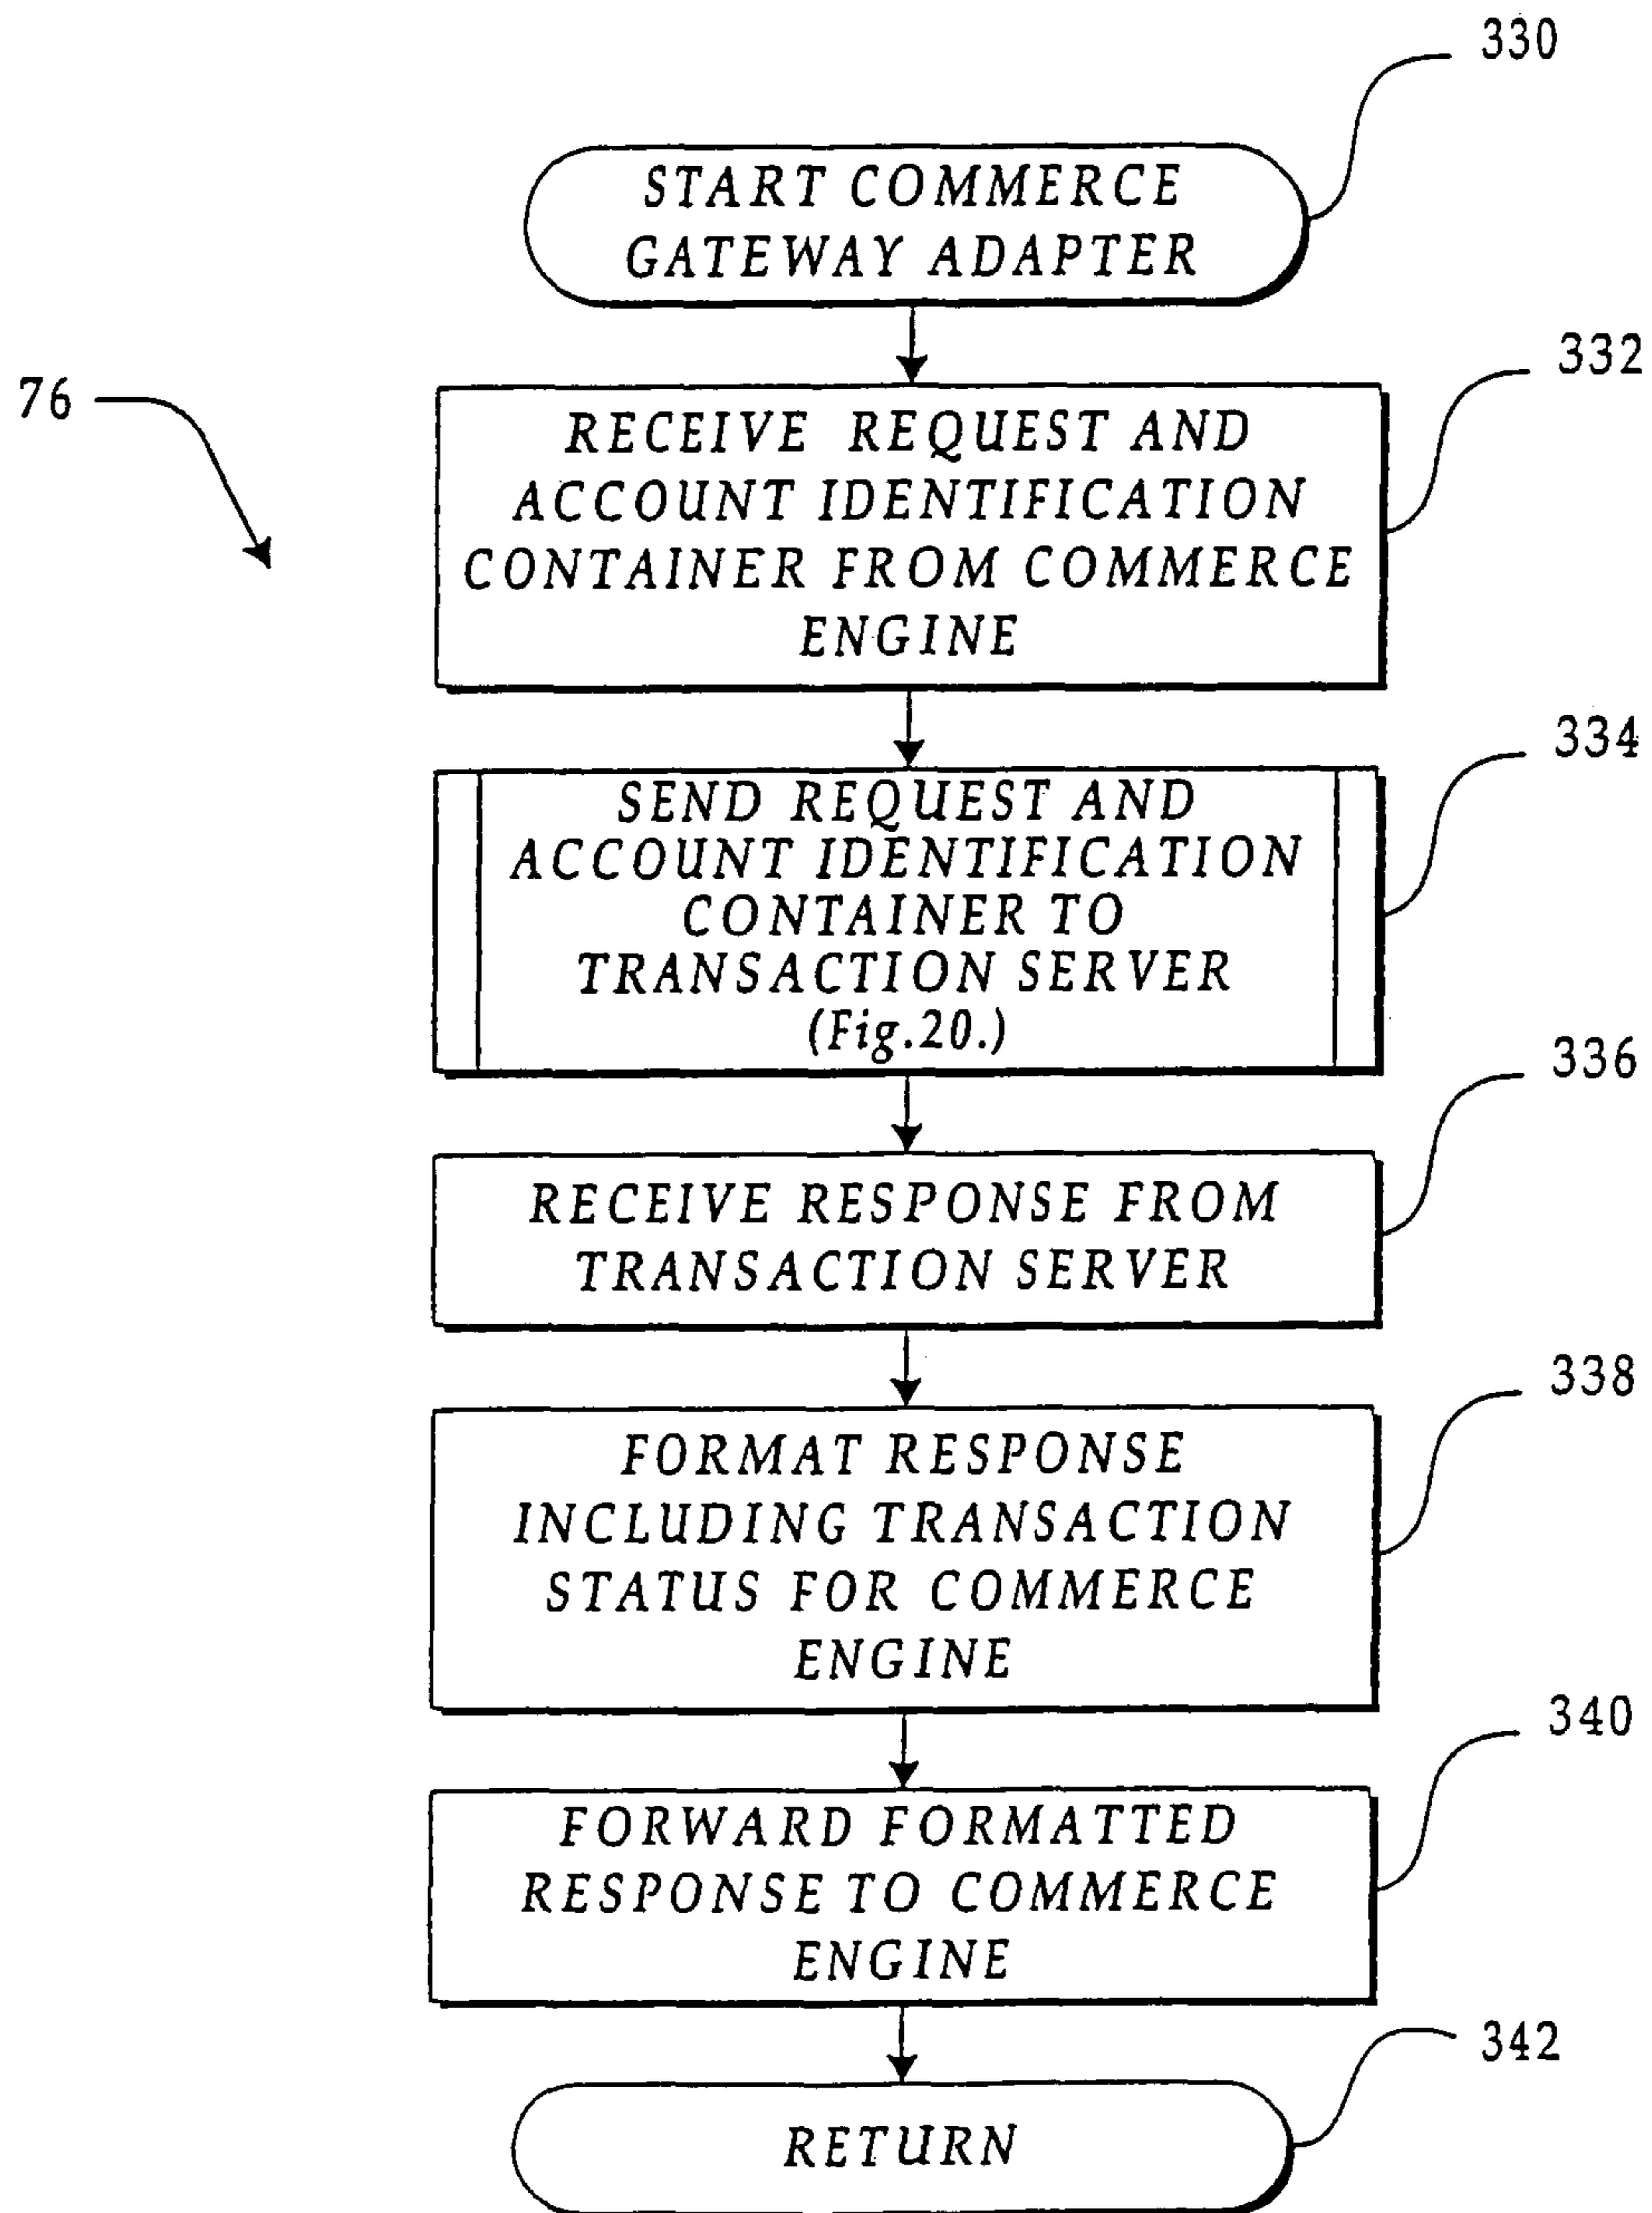 330
START COMMERCE
GATEWAY ADAPTER
332
76
RECEIVE REQUEST AND
ACCOUNT IDENTIFICATION
CONTAINER FROM COMMERCE
ENGINE
334
SEND REQUEST AND
ACCOUNT IDENTIFICATION
CONTAINER TO
TRANSACTION SERVER
(Fig.20.)
336
RECEIVE RESPONSE FROM
TRANSACTION SERVER
338
FORMAT RESPONSE
INCLUDING TRANSACTION
STATUS FOR COMMERCE
ENGINE
340
FORWARD FORMATTED
RESPONSE TO COMMERCE
ENGINE
342
RETURN